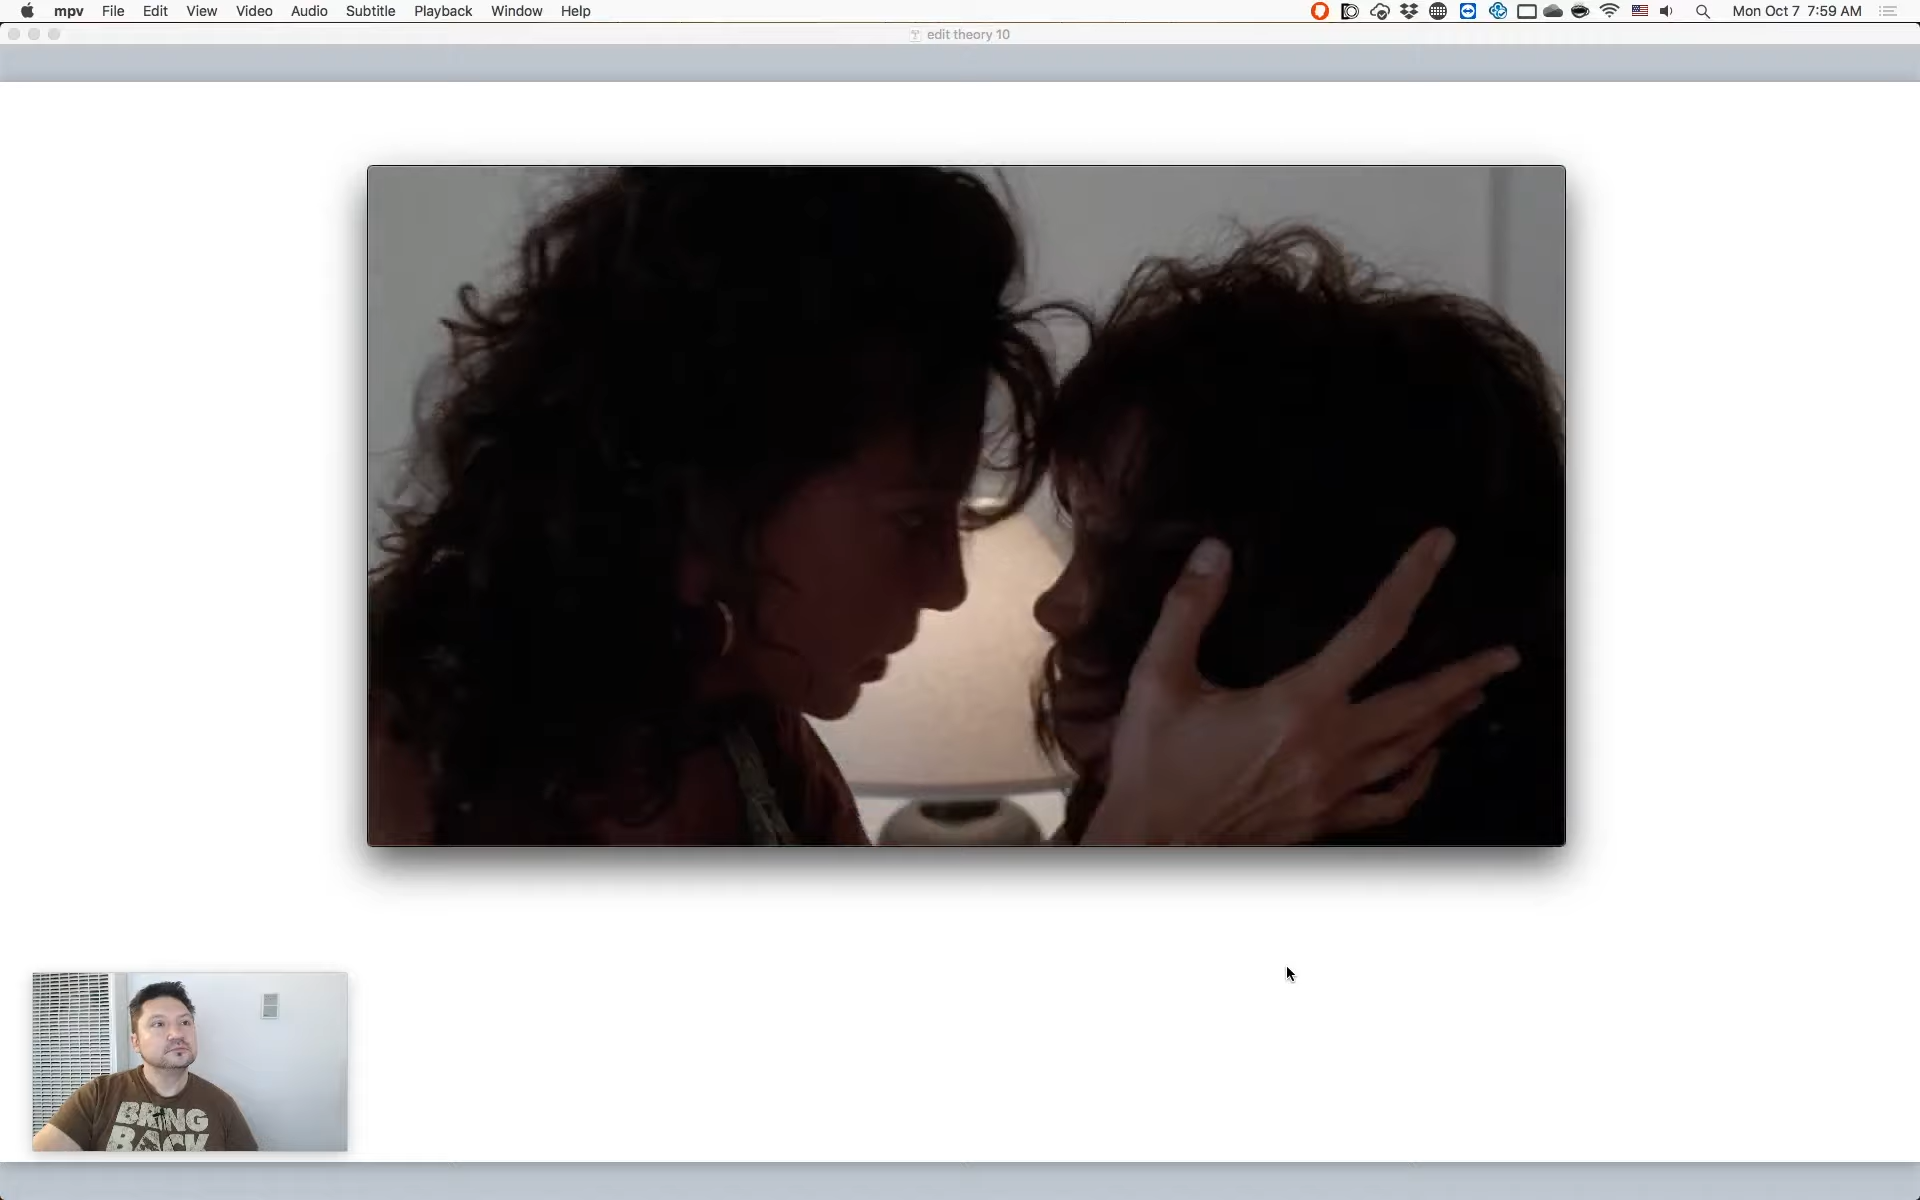 mpv File Edit View Video Audio Subtitle Playback Window Help Mon Oct 7 7:59 AM
edit theory 10
BRING
BACK